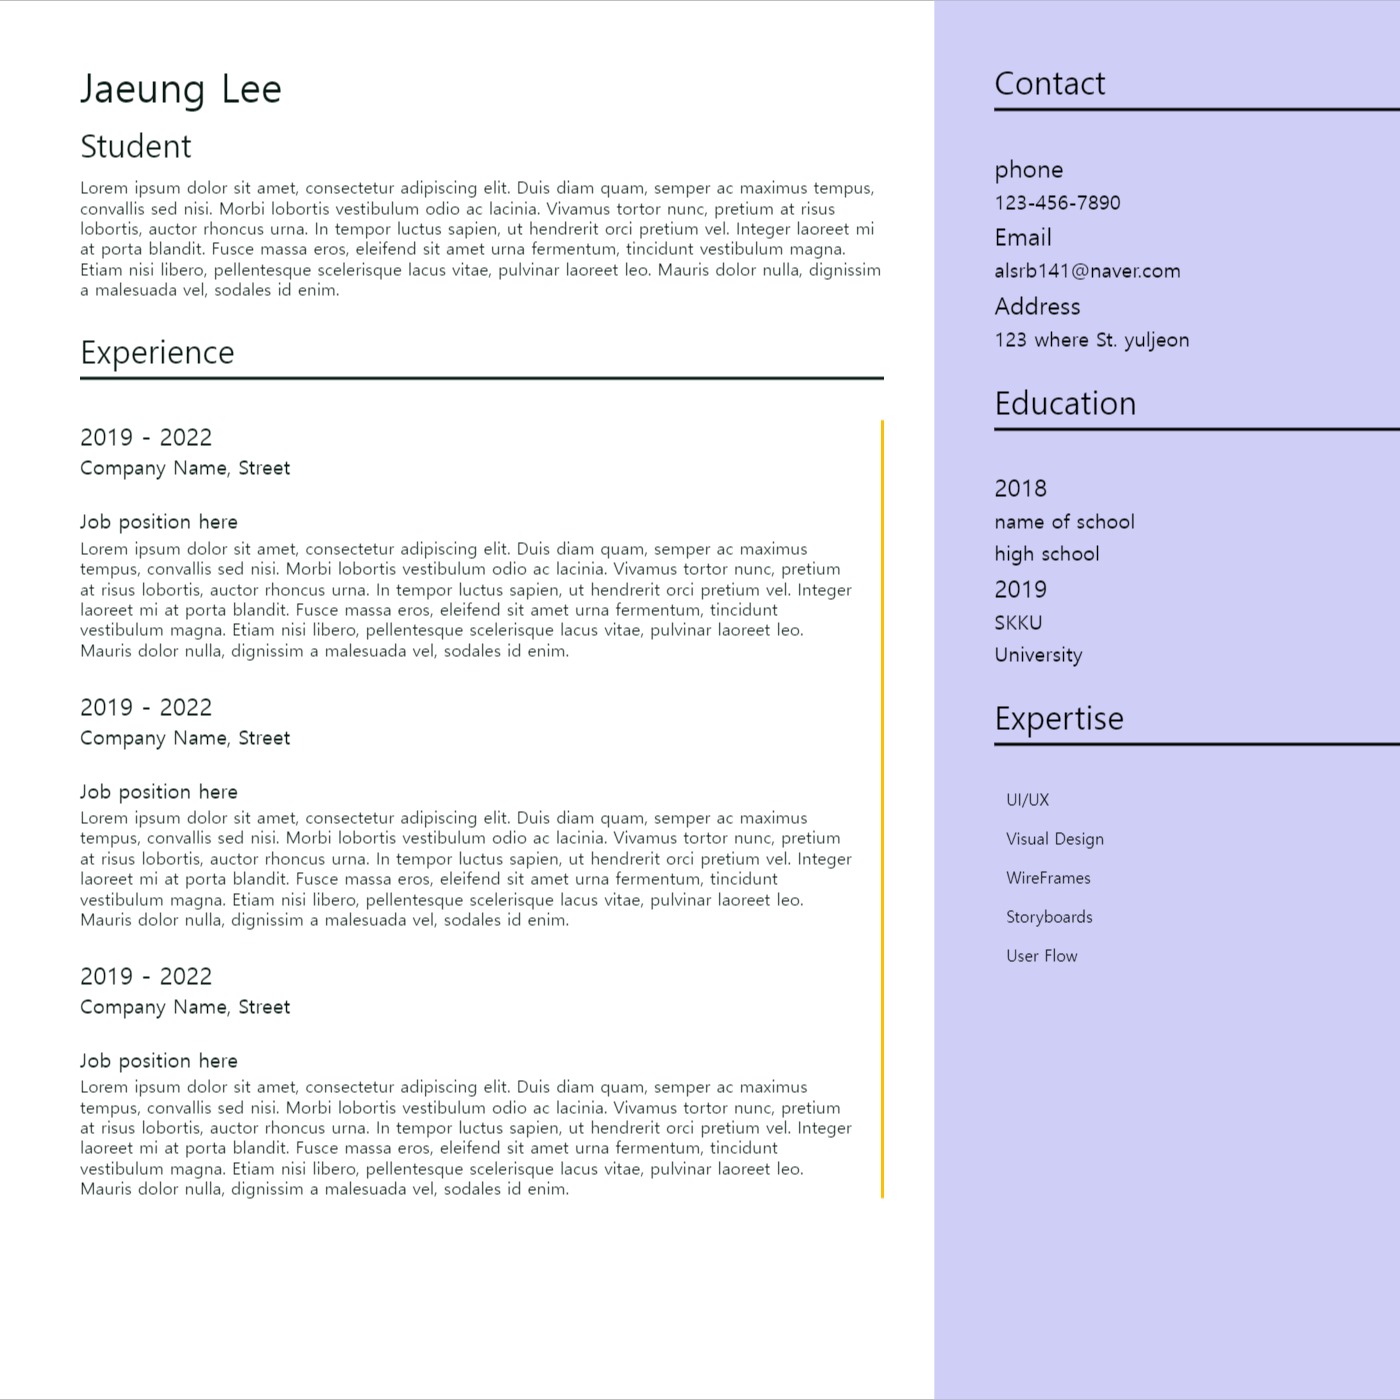 Jaeung Lee
Student
Lorem ipsum dolor sit amet, consectetur adipiscing elit. Duis diam quam, semper ac maximus tempus,
convallis sed nisi. Morbi lobortis vestibulum odio ac lacinia. Vivamus tortor nunc, pretium at risus
lobortis, auctor rhoncus urna. In tempor luctus sapien, ut hendrerit orci pretium vel. Integer laoreet mi
at porta blandit. Fusce massa eros, eleifend sit amet urna fermentum, tincidunt vestibulum magna.
Etiam nisi libero, pellentesque scelerisque lacus vitae, pulvinar laoreet leo. Mauris dolor nulla, dignissim
a malesuada vel, sodales id enim.
Experience
2019 - 2022
Company Name, Street
Job position here
Lorem ipsum dolor sit amet, consectetur adipiscing elit. Duis diam quam, semper ac maximus
tempus, convallis sed nisi. Morbi lobortis vestibulum odio ac lacinia. Vivamus tortor nunc, pretium
at risus lobortis, auctor rhoncus urna. In tempor luctus sapien, ut hendrerit orci pretium vel. Integer
laoreet mi at porta blandit. Fusce massa eros, eleifend sit amet urna fermentum, tincidunt
vestibulum magna. Etiam nisi libero, pellentesque scelerisque lacus vitae, pulvinar laoreet leo.
Mauris dolor nulla, dignissim a malesuada vel, sodales id enim.
2019 - 2022
Company Name, Street
Job position here
Lorem ipsum dolor sit amet, consectetur adipiscing elit. Duis diam quam, semper ac maximus
tempus, convallis sed nisi. Morbi lobortis vestibulum odio ac lacinia. Vivamus tortor nunc, pretium
at risus lobortis, auctor rhoncus urna. In tempor luctus sapien, ut hendrerit orci pretium vel. Integer
laoreet mi at porta blandit. Fusce massa eros, eleifend sit amet urna fermentum, tincidunt
vestibulum magna. Etiam nisi libero, pellentesque scelerisque lacus vitae, pulvinar laoreet leo.
Mauris dolor nulla, dignissim a malesuada vel, sodales id enim.
2019 - 2022
Company Name, Street
Job position here
Lorem ipsum dolor sit amet, consectetur adipiscing elit. Duis diam quam, semper ac maximus
tempus, convallis sed nisi. Morbi lobortis vestibulum odio ac lacinia. Vivamus tortor nunc, pretium
at risus lobortis, auctor rhoncus urna. In tempor luctus sapien, ut hendrerit orci pretium vel. Integer
laoreet mi at porta blandit. Fusce massa eros, eleifend sit amet urna fermentum, tincidunt
vestibulum magna. Etiam nisi libero, pellentesque scelerisque lacus vitae, pulvinar laoreet leo.
Mauris dolor nulla, dignissim a malesuada vel, sodales id enim.
Contact
phone
123-456-7890
Email
alsrb141@naver.com
Address
123 where St. yuljeon
Education
2018
name of school
high school
2019
SKKU
University
Expertise
UI/UX
Visual Design
WireFrames
Storyboards
User Flow